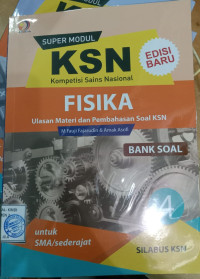 SUPER MODUL
KSN
Kompetisi Sains Nasional
EDISI
BARU
FISIKA
Ulasan Materi dan Pembahasan Soal KSN
BANK SOAL
untuk
SMA/sederajat
SILABUS KSN